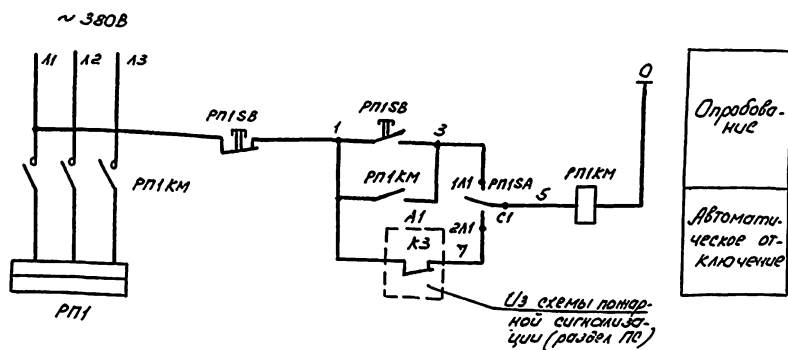 ~ 380В
Л1 Л2 Л3
РП1SB
РП1SB
1
3
0
РП1КМ
РП1КМ
1Л1
РП1SA
С1
5
РП1КМ
А1
К3
2Л1
7
РП1
Из схемы пожар-
ной сигнализа-
ции (раздел ПС)
Опробова-
ние
Автомати-
ческое от-
ключение